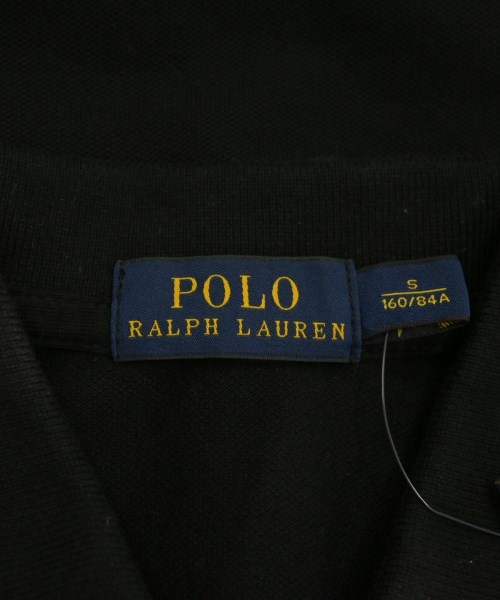 POLO
RALPH LAUREN
S
160/84A